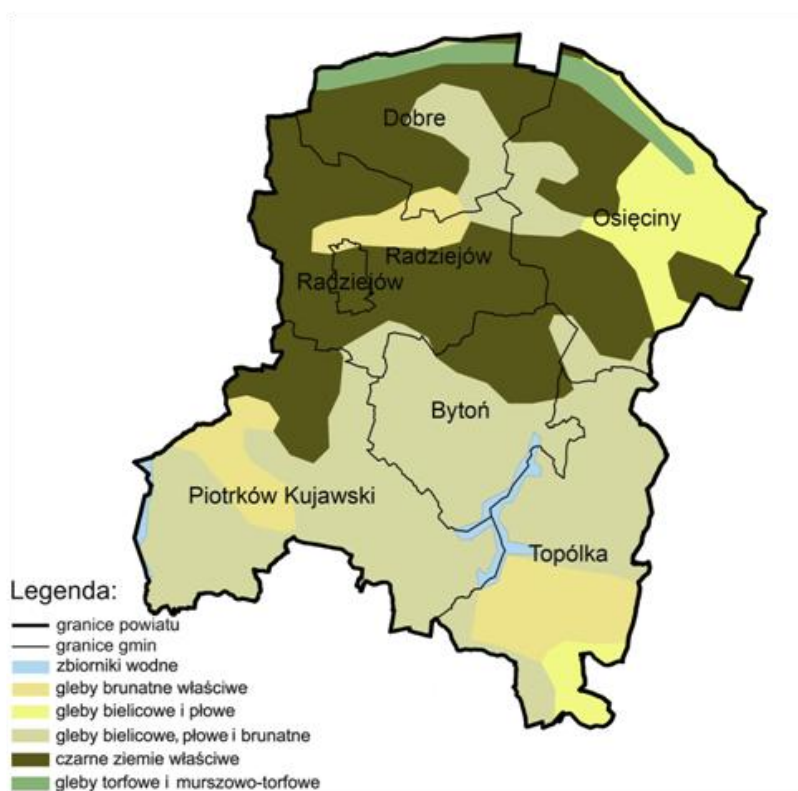 Dobre
Osięciny
Radziejów
Radziejów
Bytoń
Piotrków Kujawski
Topólka
Legenda:
granice powiatu
granice gmin
zbiorniki wodne
gleby brunatne właściwe
gleby bielicowe i płowe
gleby bielicowe, płowe i brunatne
czarne ziemie właściwe
gleby torfowe i murszowo-torfowe